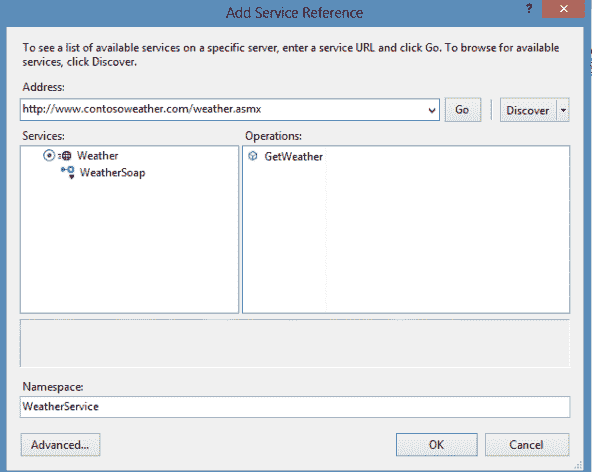 Add Service Reference
?
To see a list of available services on a specific server, enter a service URL and click Go. To browse for available
services, click Discover.
Address:
http://www.contosoweather.com/weather.asmx
Go
Discover
Services:
Operations:
Weather
WeatherSoap
GetWeather
Namespace:
WeatherService
Advanced...
OK
Cancel